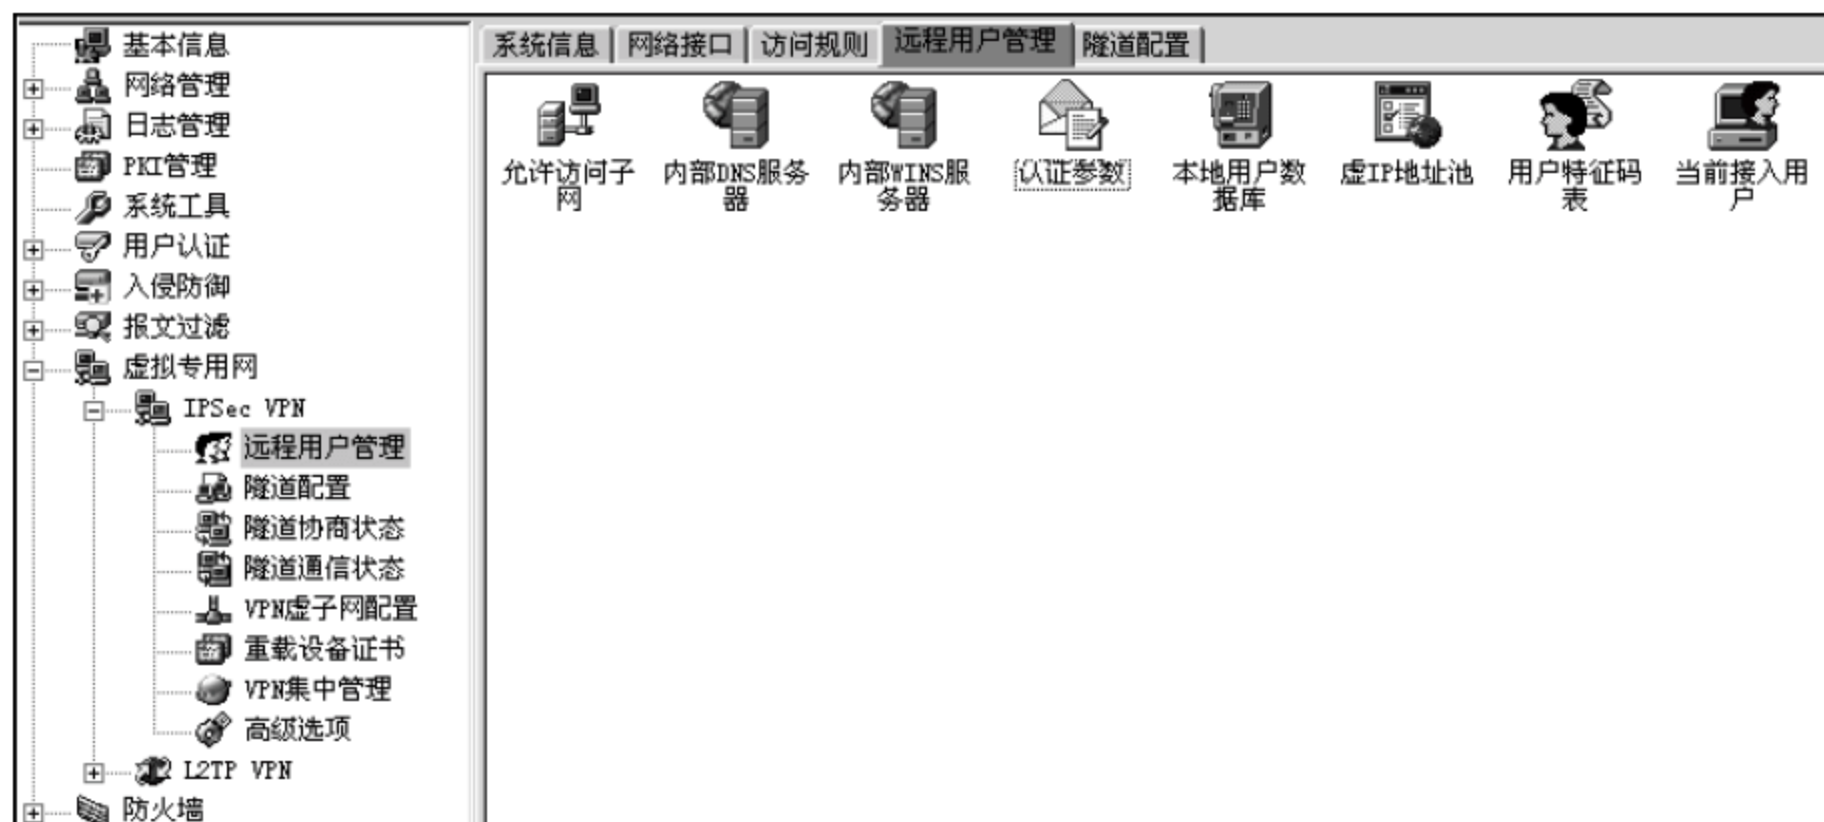 基本信息
网络管理
日志管理
PKI管理
系统工具
用户认证
入侵防御
报文过滤
虚拟专用网
IPSec VPN
远程用户管理
隧道配置
隧道协商状态
隧道通信状态
VPN虚子网配置
重载设备证书
VPN集中管理
高级选项
L2TP VPN
防火墙
系统信息
网络接口
访问规则
远程用户管理
隧道配置
允许访问子
网
内部DNS服务
器
内部WINS服
务器
认证参数
本地用户数
据库
虚IP地址池
用户特征码
表
当前接入用
户